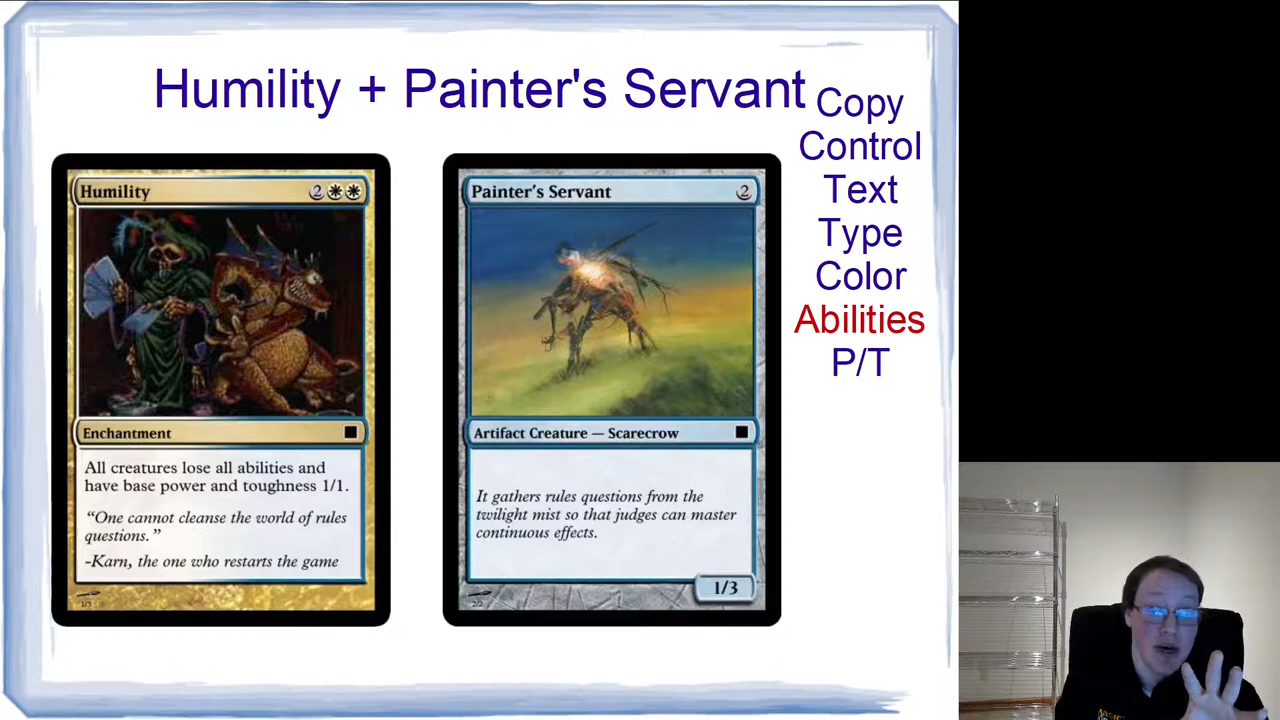 Humility + Painter's Servant
Copy
Control
Text
Type
Color
Abilities
P/T
Humility 2
Enchantment
All creatures lose all abilities and
have base power and toughness 1/1.
“One cannot cleanse the world of rules
questions.”
-Karn, the one who restarts the game
Painter's Servant 2
Artifact Creature — Scarecrow
It gathers rules questions from the
twilight mist so that judges can master
continuous effects.
1/3